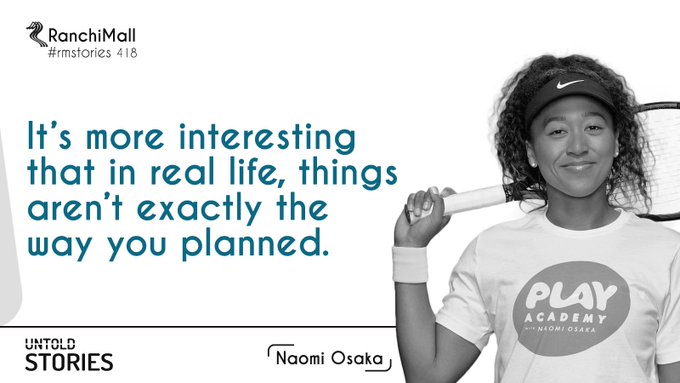 RanchiMall
#rmstories 418
It's more interesting
that in real life, things
aren't exactly the
way you planned.
PLAY
ACADEMY
WITH NAOMI OSAKA
UNTOLD
STORIES
Naomi Osaka